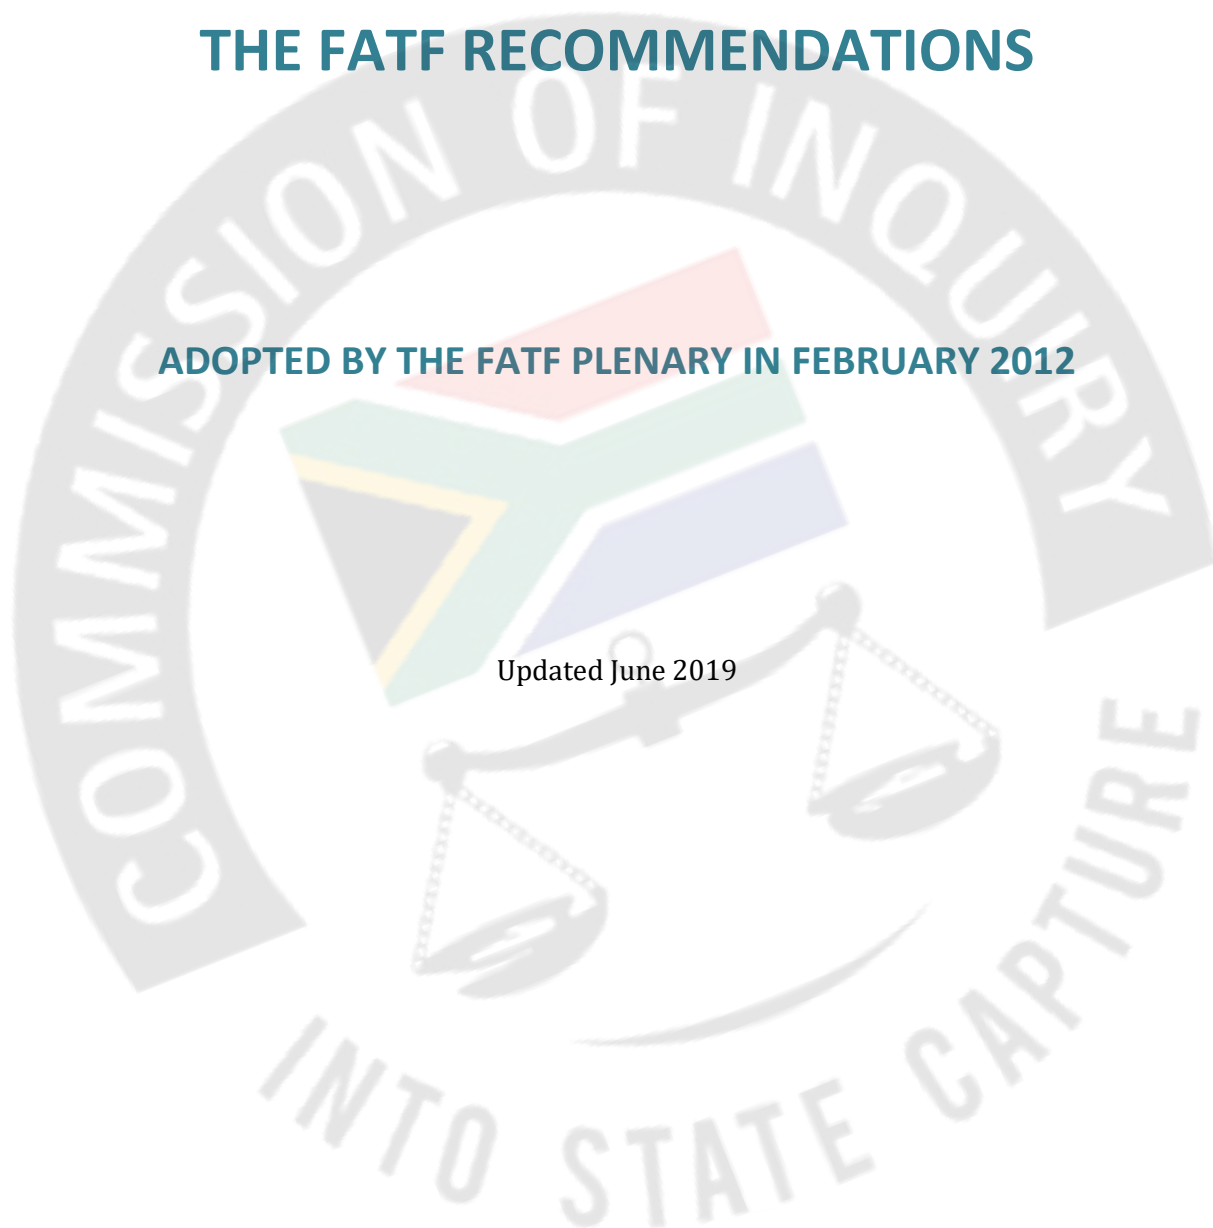 THE FATF RECOMMENDATIONS
COMMISSION OF INQUIRY
ADOPTED BY THE FATF PLENARY IN FEBRUARY 2012
Updated June 2019
INTO STATE CAPTURE